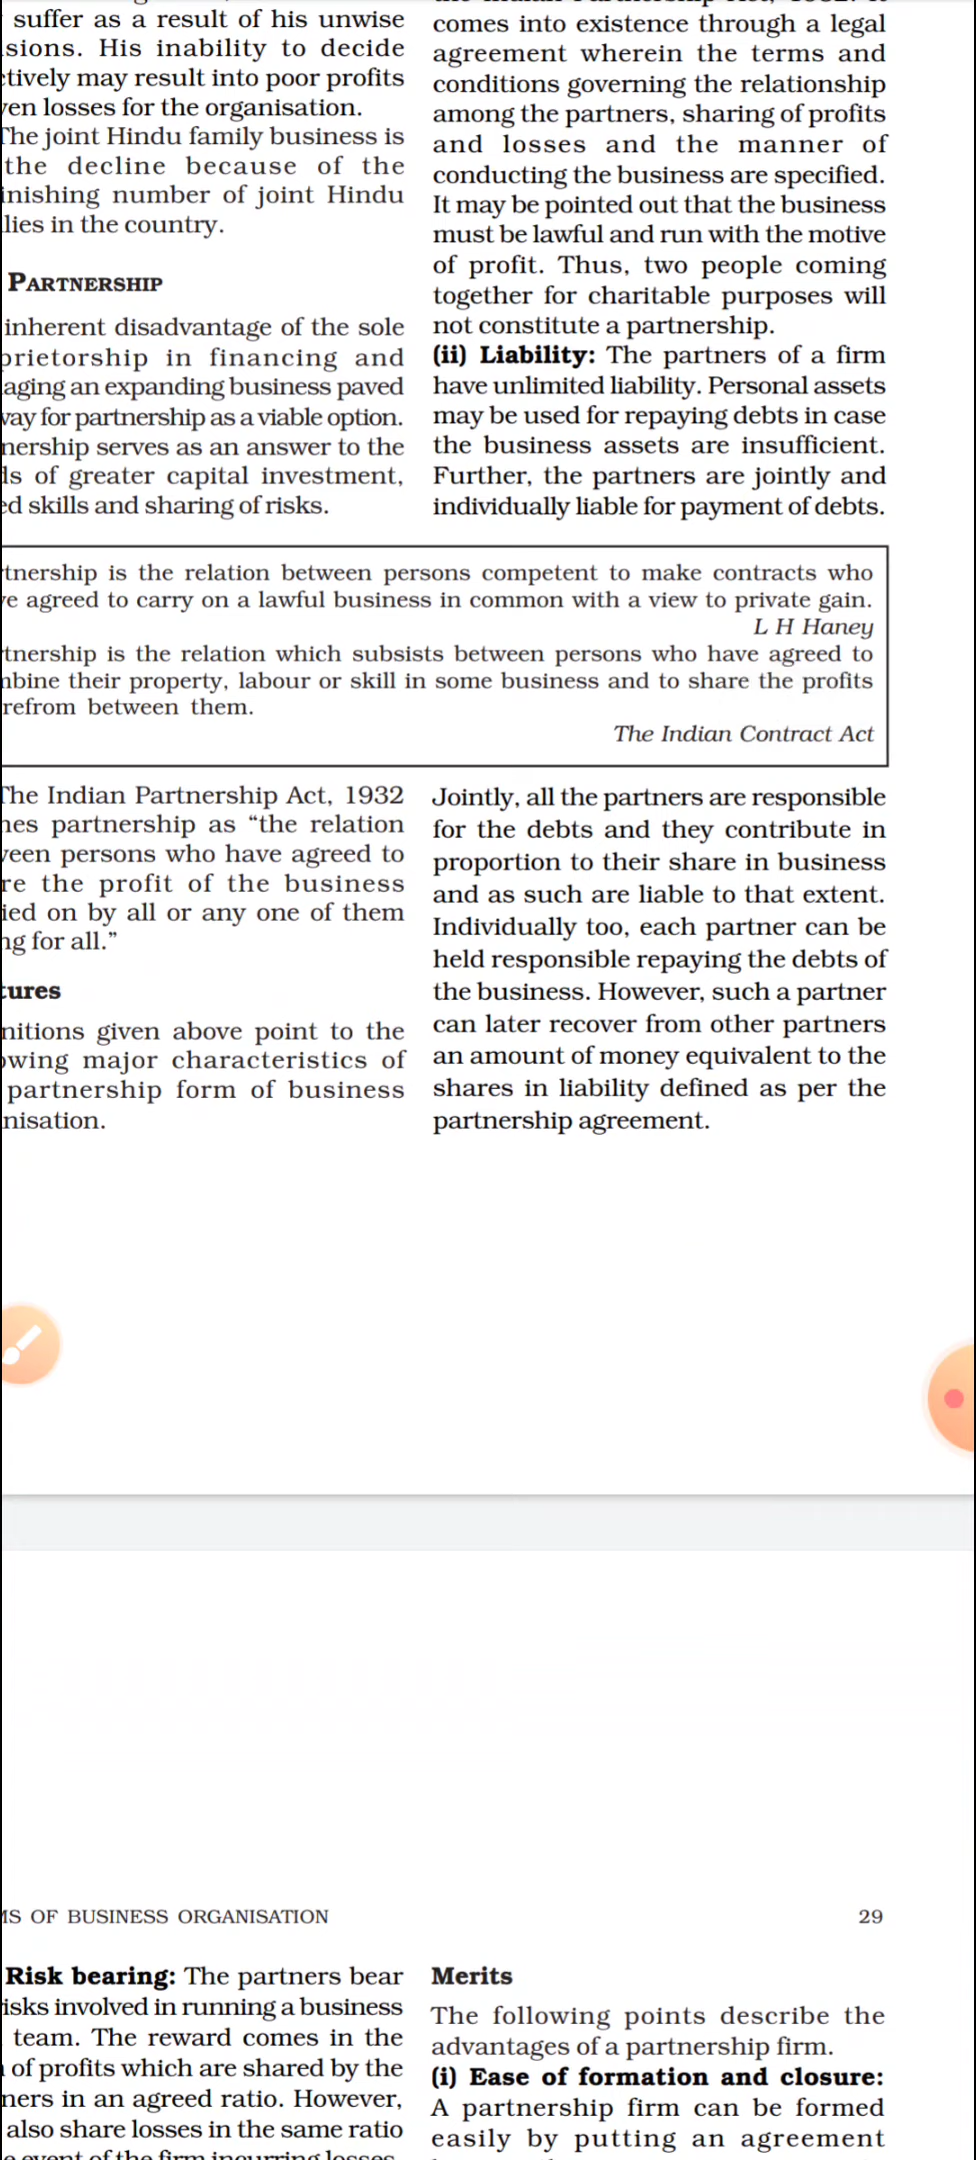 suffer as a result of his unwise
sions. His inability to decide
ctively may result into poor profits
ven losses for the organisation.
The joint Hindu family business is
the decline because of the
inishing number of joint Hindu
lies in the country.
PARTNERSHIP
inherent disadvantage of the sole
prietorship in financing and
aging an expanding business paved
way for partnership as a viable option.
nership serves as an answer to the
ds of greater capital investment,
ed skills and sharing of risks.
the Indian Partnership Act, 1932. It
comes into existence through a legal
agreement wherein the terms and
conditions governing the relationship
among the partners, sharing of profits
and losses and the manner of
conducting the business are specified.
It may be pointed out that the business
must be lawful and run with the motive
of profit. Thus, two people coming
together for charitable purposes will
not constitute a partnership.
(ii) Liability: The partners of a firm
have unlimited liability. Personal assets
may be used for repaying debts in case
the business assets are insufficient.
Further, the partners are jointly and
individually liable for payment of debts.
tnership is the relation between persons competent to make contracts who
ve agreed to carry on a lawful business in common with a view to private gain.
L H Haney
tnership is the relation which subsists between persons who have agreed to
mbine their property, labour or skill in some business and to share the profits
refrom between them.
The Indian Contract Act
The Indian Partnership Act, 1932
nes partnership as “the relation
ween persons who have agreed to
re the profit of the business
ied on by all or any one of them
ng for all.”
tures
nitions given above point to the
owing major characteristics of
partnership form of business
nisation.
Jointly, all the partners are responsible
for the debts and they contribute in
proportion to their share in business
and as such are liable to that extent.
Individually too, each partner can be
held responsible repaying the debts of
the business. However, such a partner
can later recover from other partners
an amount of money equivalent to the
shares in liability defined as per the
partnership agreement.
MS OF BUSINESS ORGANISATION
29
Risk bearing: The partners bear
isks involved in running a business
team. The reward comes in the
of profits which are shared by the
ners in an agreed ratio. However,
also share losses in the same ratio
e event of the firm incurring losses.
Merits
The following points describe the
advantages of a partnership firm.
(i) Ease of formation and closure:
A partnership firm can be formed
easily by putting an agreement